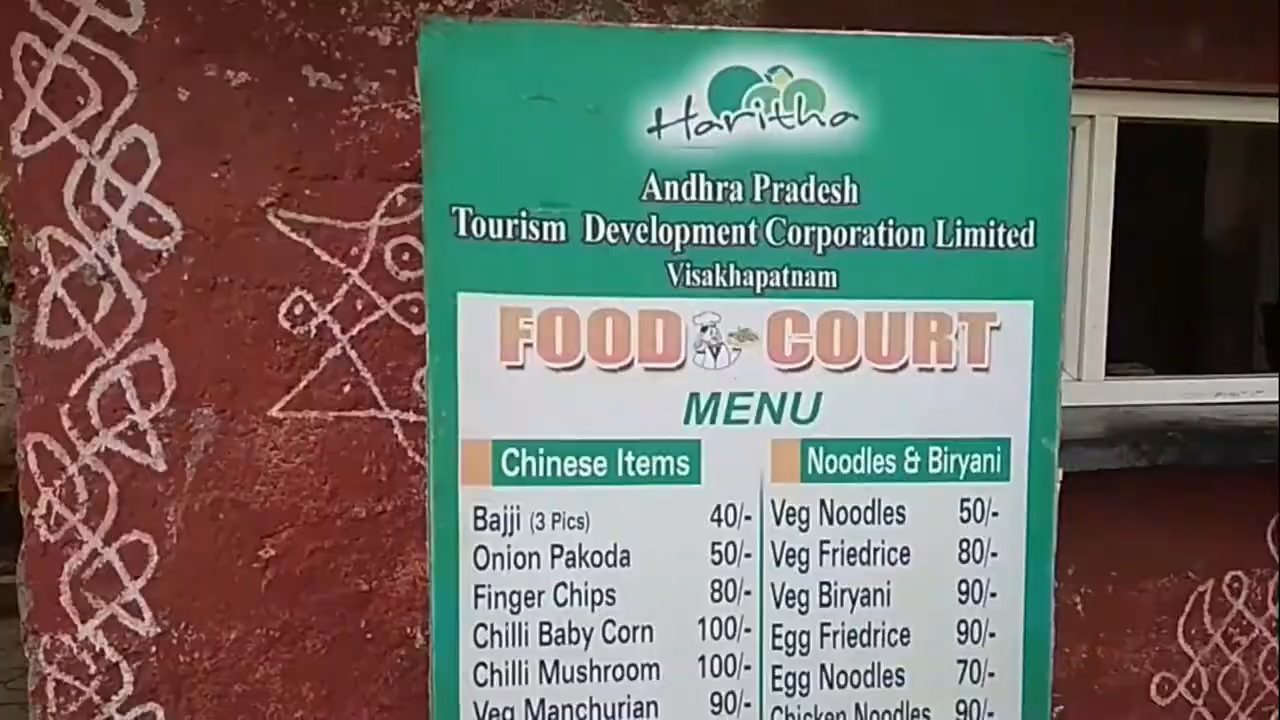 Haritha
Andhra Pradesh
Tourism Development Corporation Limited
Visakhapatnam
FOOD COURT
MENU
Chinese Items
Bajji (3 Pics) 40/-
Onion Pakoda 50/-
Finger Chips 80/-
Chilli Baby Corn 100/-
Chilli Mushroom 100/-
Veg Manchurian 90/-
Noodles & Biryani
Veg Noodles 50/-
Veg Friedrice 80/-
Veg Biryani 90/-
Egg Friedrice 90/-
Egg Noodles 70/-
Chicken Noodles 90/-